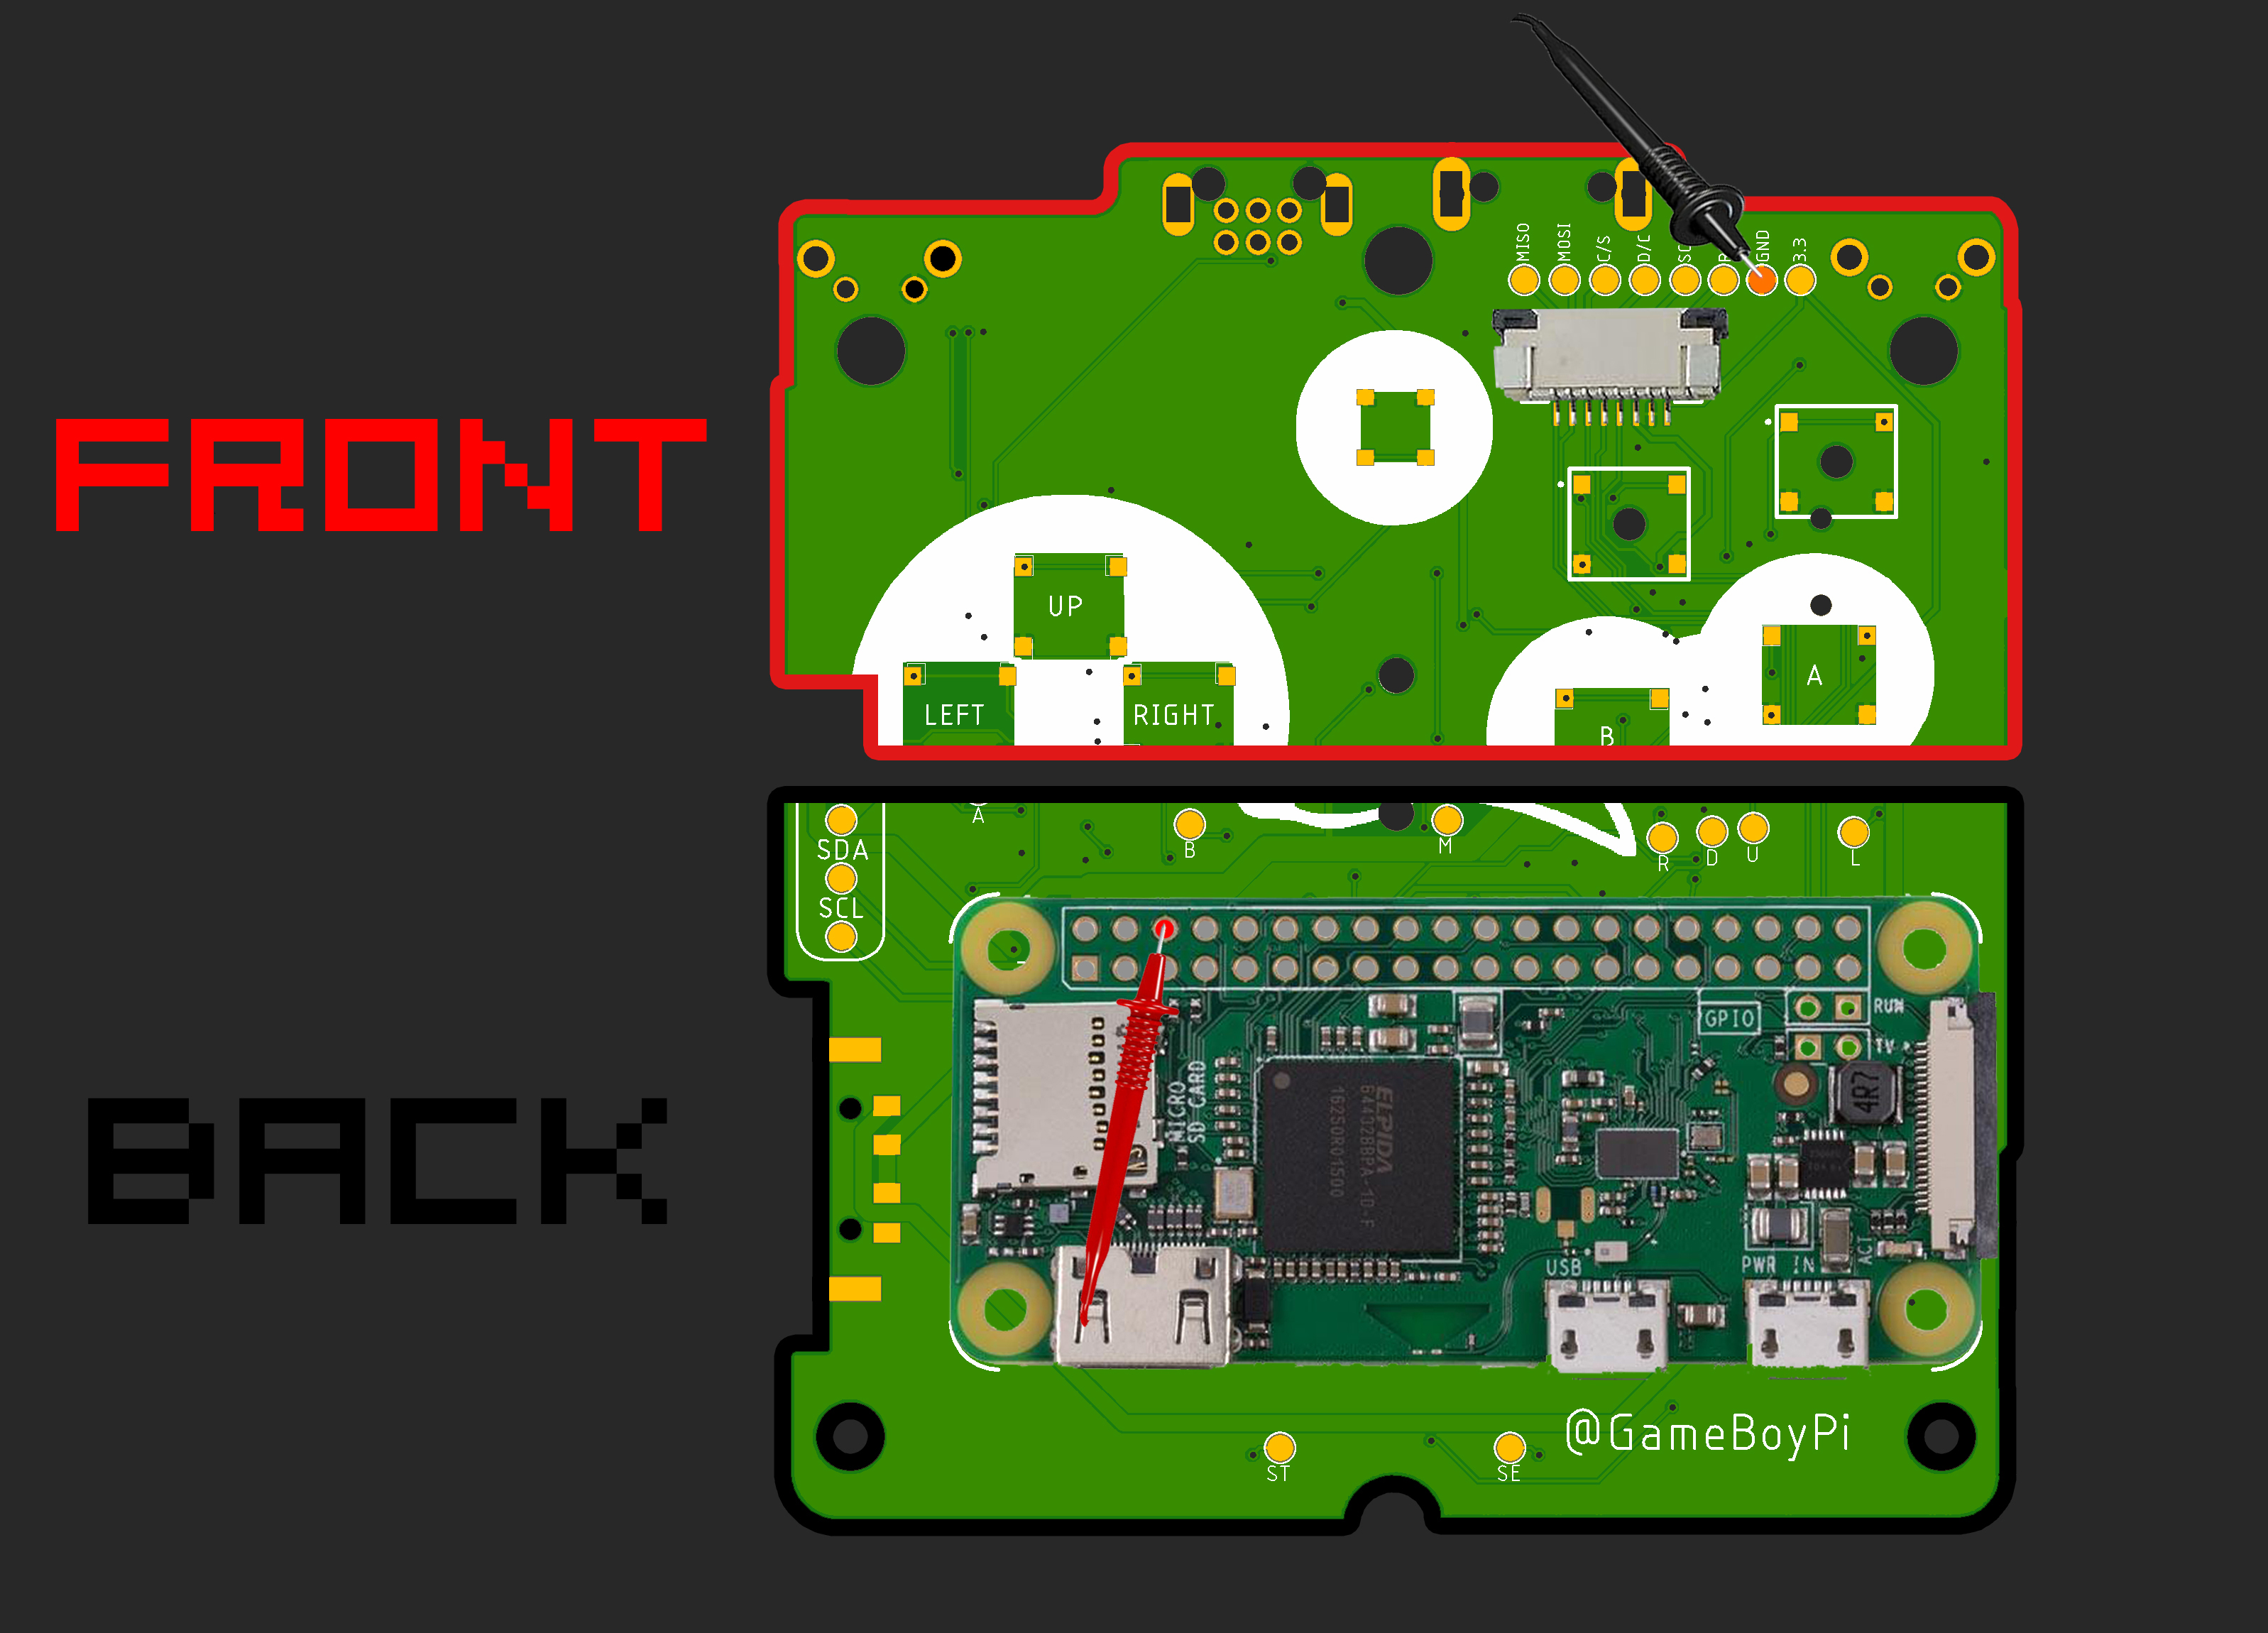 FRONT
MISO
MOSI
C/S
D/C
GND
3.3
UP
LEFT
RIGHT
A
B
BACK
SDA
SCL
A
B
M
R
D
U
L
GPIO
RUN
TV
MICRO
SD CARD
ELPIDA
4R7
USB
PWR IN
ACT
@GameBoyPi
ST
SE